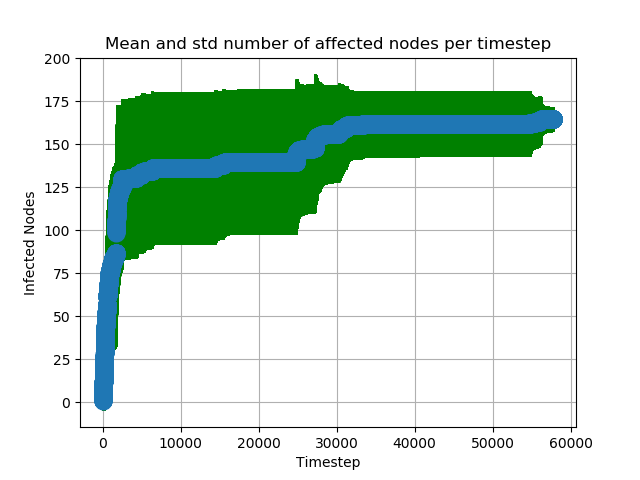 Mean and std number of affected nodes per timestep
200
175
150
125
100
75
50
25
0
Infected Nodes
0 10000 20000 30000 40000 50000 60000
Timestep